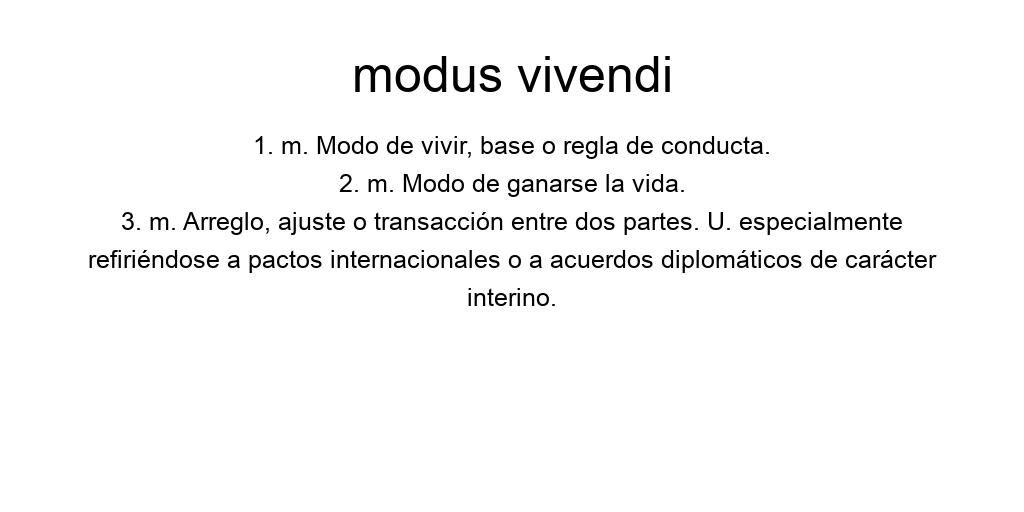 modus vivendi
1. m. Modo de vivir, base o regla de conducta.
2. m. Modo de ganarse la vida.
3. m. Arreglo, ajuste o transacción entre dos partes. U. especialmente
refiriéndose a pactos internacionales o a acuerdos diplomáticos de carácter
interino.